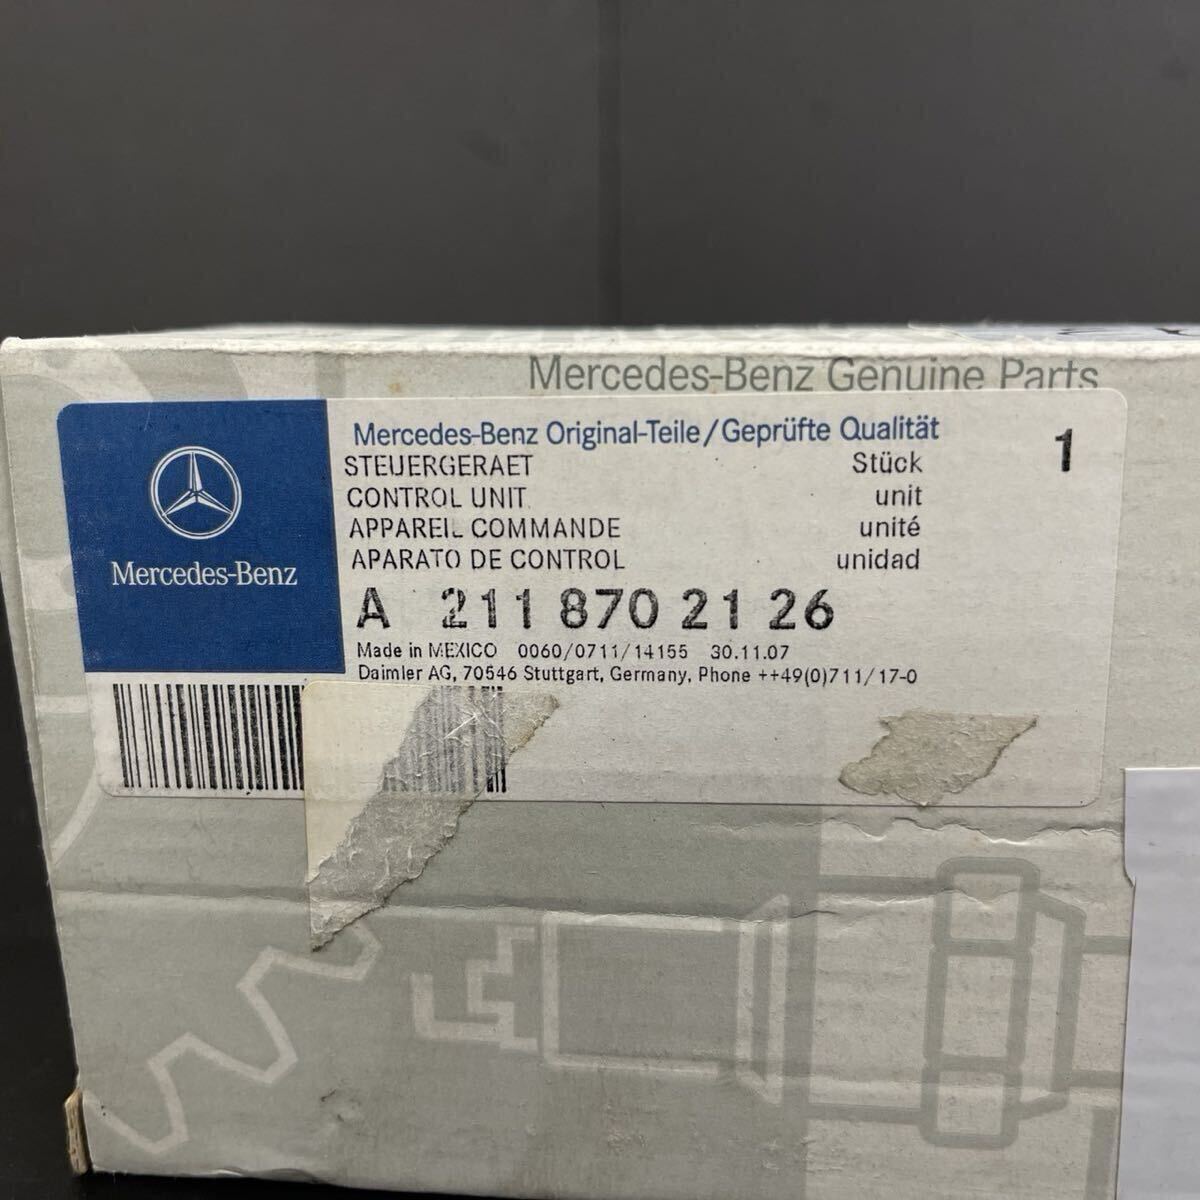 Mercedes-Benz Genuine Parts
Mercedes-Benz Original-Teile/Geprüfte Qualität
STEUERGERAET Stück 1
CONTROL UNIT unit
APPAREIL COMMANDE unité
APARATO DE CONTROL unidad
Mercedes-Benz
A 211 870 21 26
Made in MEXICO 0060/0711/14155 30.11.07
Daimler AG, 70546 Stuttgart, Germany, Phone ++49(0)711/17-0